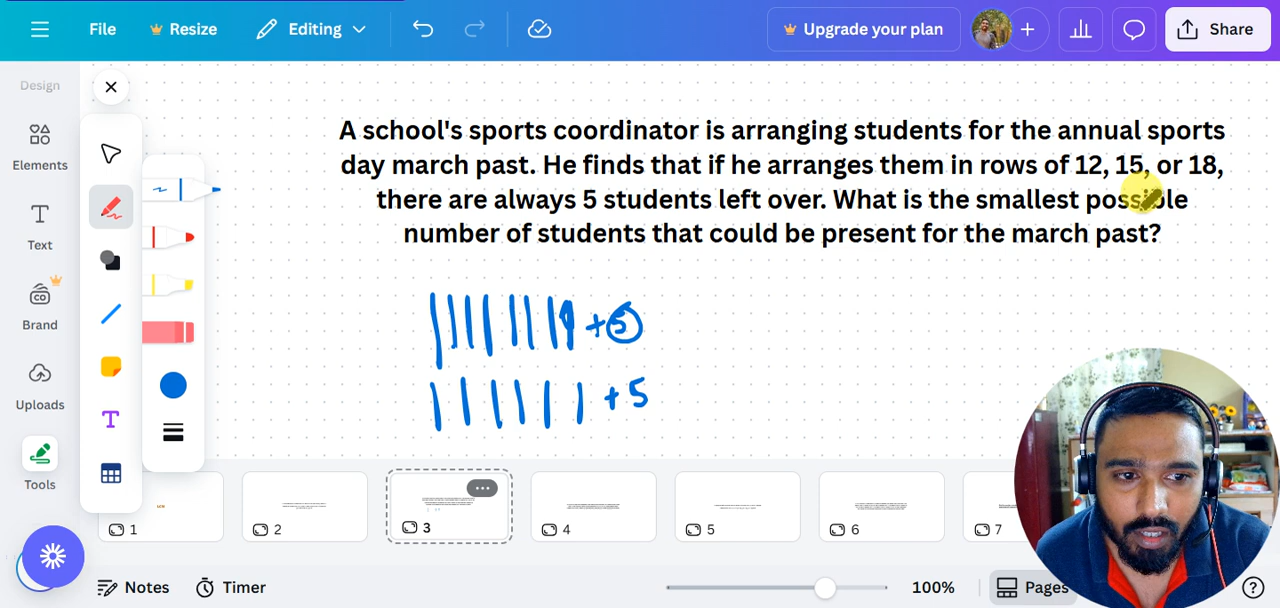 File
Resize
Editing
Upgrade your plan
+
Share
Design
Elements
Text
Brand
Uploads
Tools
A school's sports coordinator is arranging students for the annual sports
day march past. He finds that if he arranges them in rows of 12, 15, or 18,
there are always 5 students left over. What is the smallest possible
number of students that could be present for the march past?
+5
+5
1
2
3
4
5
6
7
Notes
Timer
100%
Pages
?